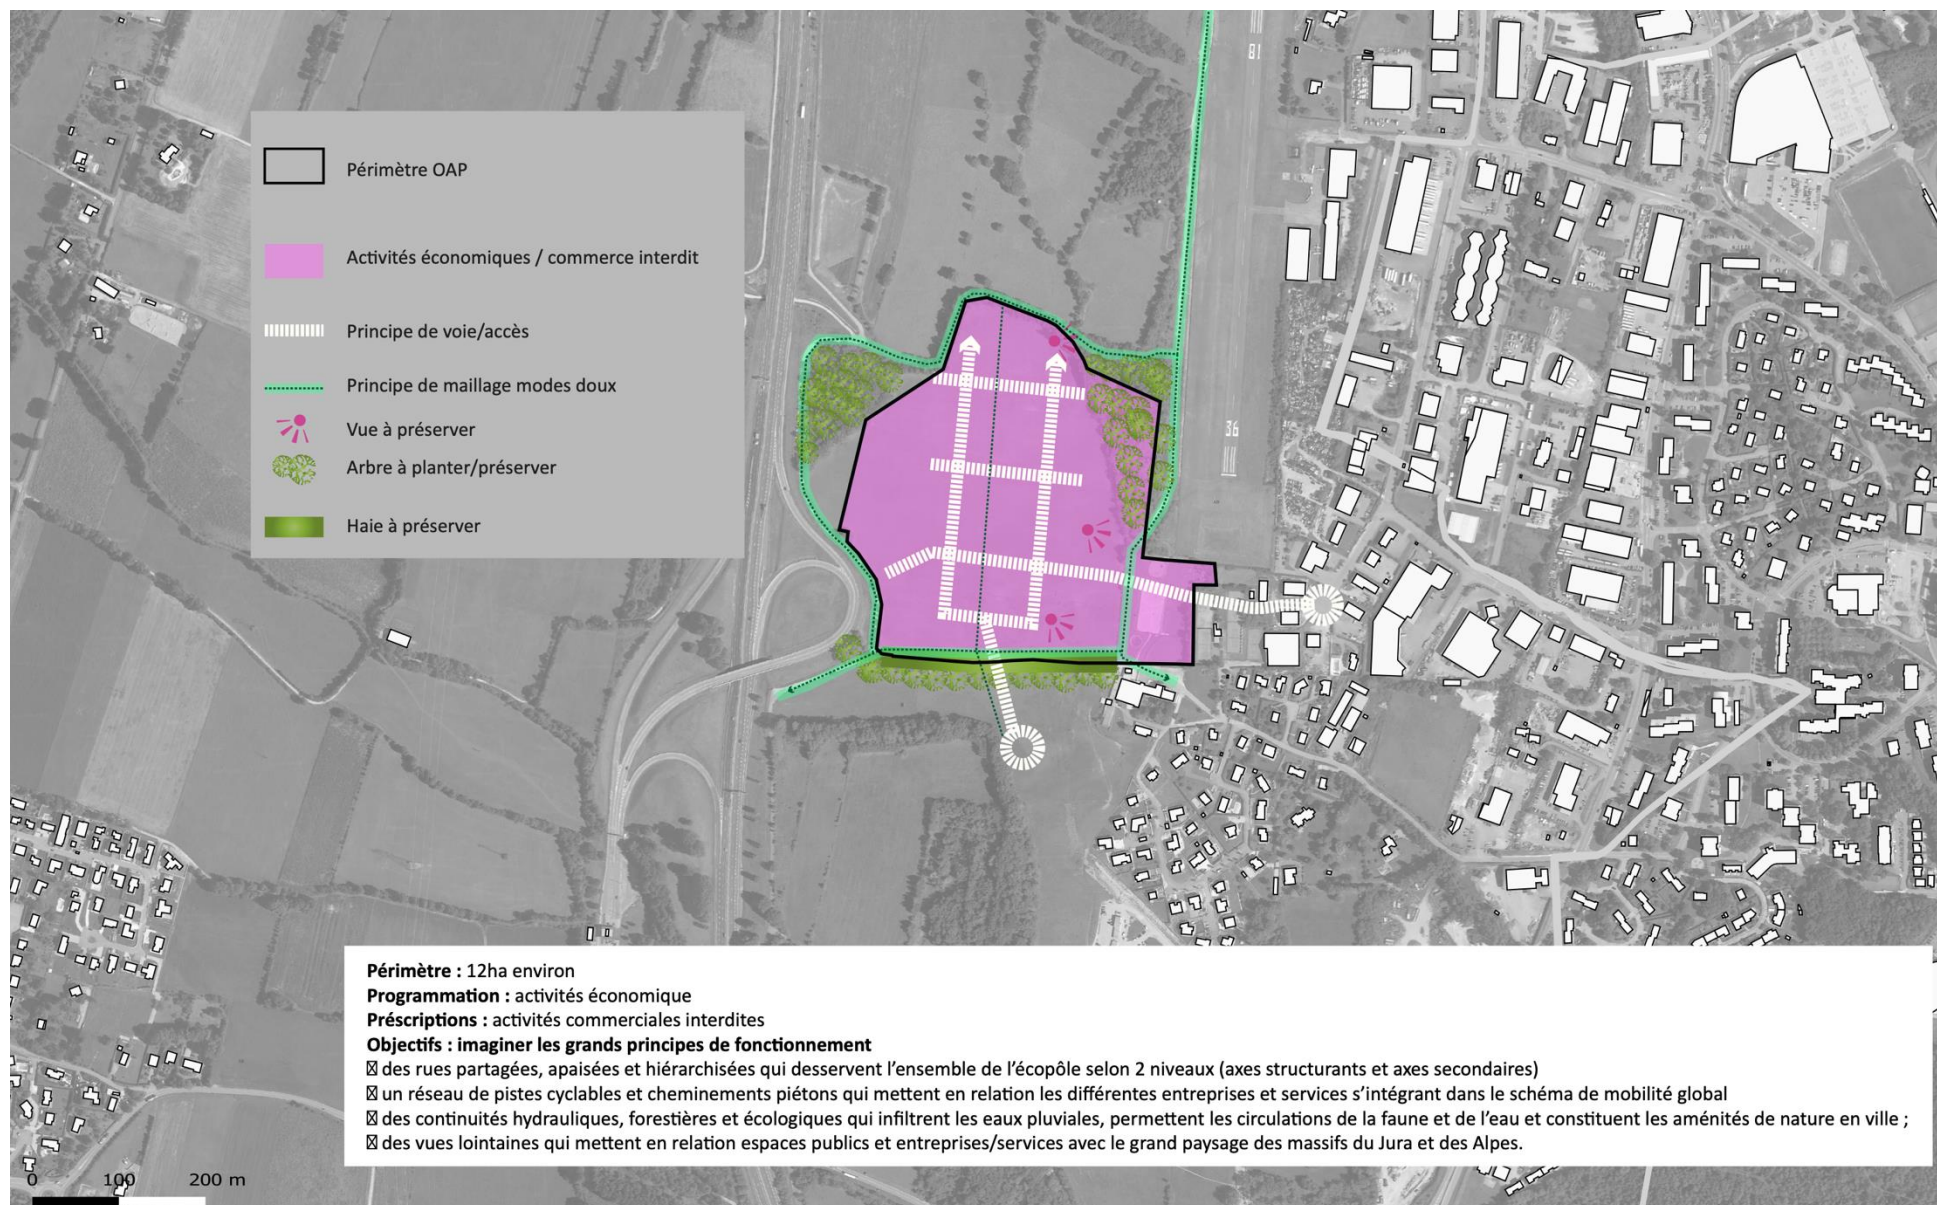 Périmètre OAP
Activités économiques / commerce interdit
Principe de voie/accès
Principe de maillage modes doux
Vue à préserver
Arbre à planter/préserver
Haie à préserver
18
36
Périmètre : 12ha environ
Programmation : activités économique
Préscriptions : activités commerciales interdites
Objectifs : imaginer les grands principes de fonctionnement
☒ des rues partagées, apaisées et hiérarchisées qui desservent l'ensemble de l'écopôle selon 2 niveaux (axes structurants et axes secondaires)
☒ un réseau de pistes cyclables et cheminements piétons qui mettent en relation les différentes entreprises et services s'intégrant dans le schéma de mobilité global
☒ des continuités hydrauliques, forestières et écologiques qui infiltrent les eaux pluviales, permettent les circulations de la faune et de l'eau et constituent les aménités de nature en ville ;
☒ des vues lointaines qui mettent en relation espaces publics et entreprises/services avec le grand paysage des massifs du Jura et des Alpes.
0 100 200 m